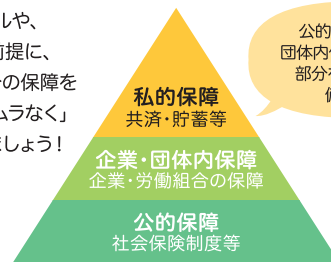 ルや、
前提に、
の保障を
ムラなく」
ましょう!
公的
団体内保
部分を
私的保障
共済・貯蓄等
企業・団体内保障
企業・労働組合の保障
公的保障
社会保険制度等